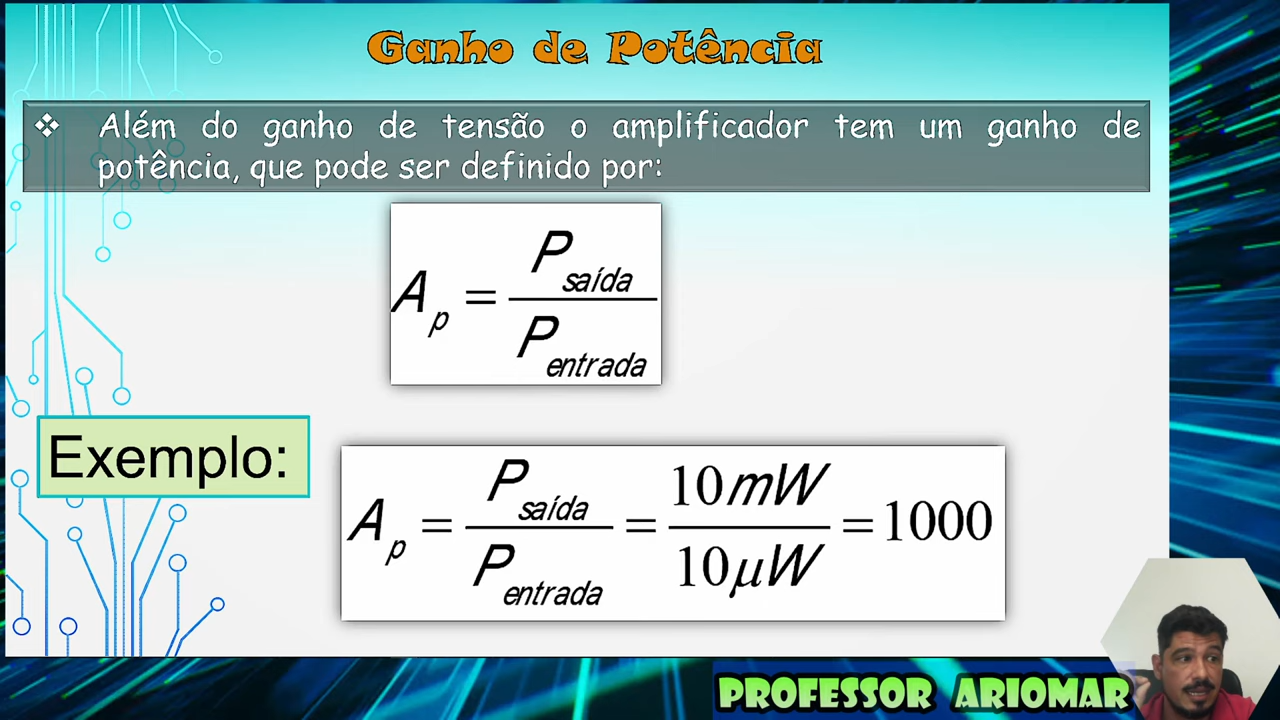 Ganho de Potência
❖ Além do ganho de tensão o amplificador tem um ganho de
potência, que pode ser definido por:
A_p = P_saída / P_entrada
Exemplo:
A_p = P_saída / P_entrada = 10mW / 10μW = 1000
PROFESSOR ARIOMAR